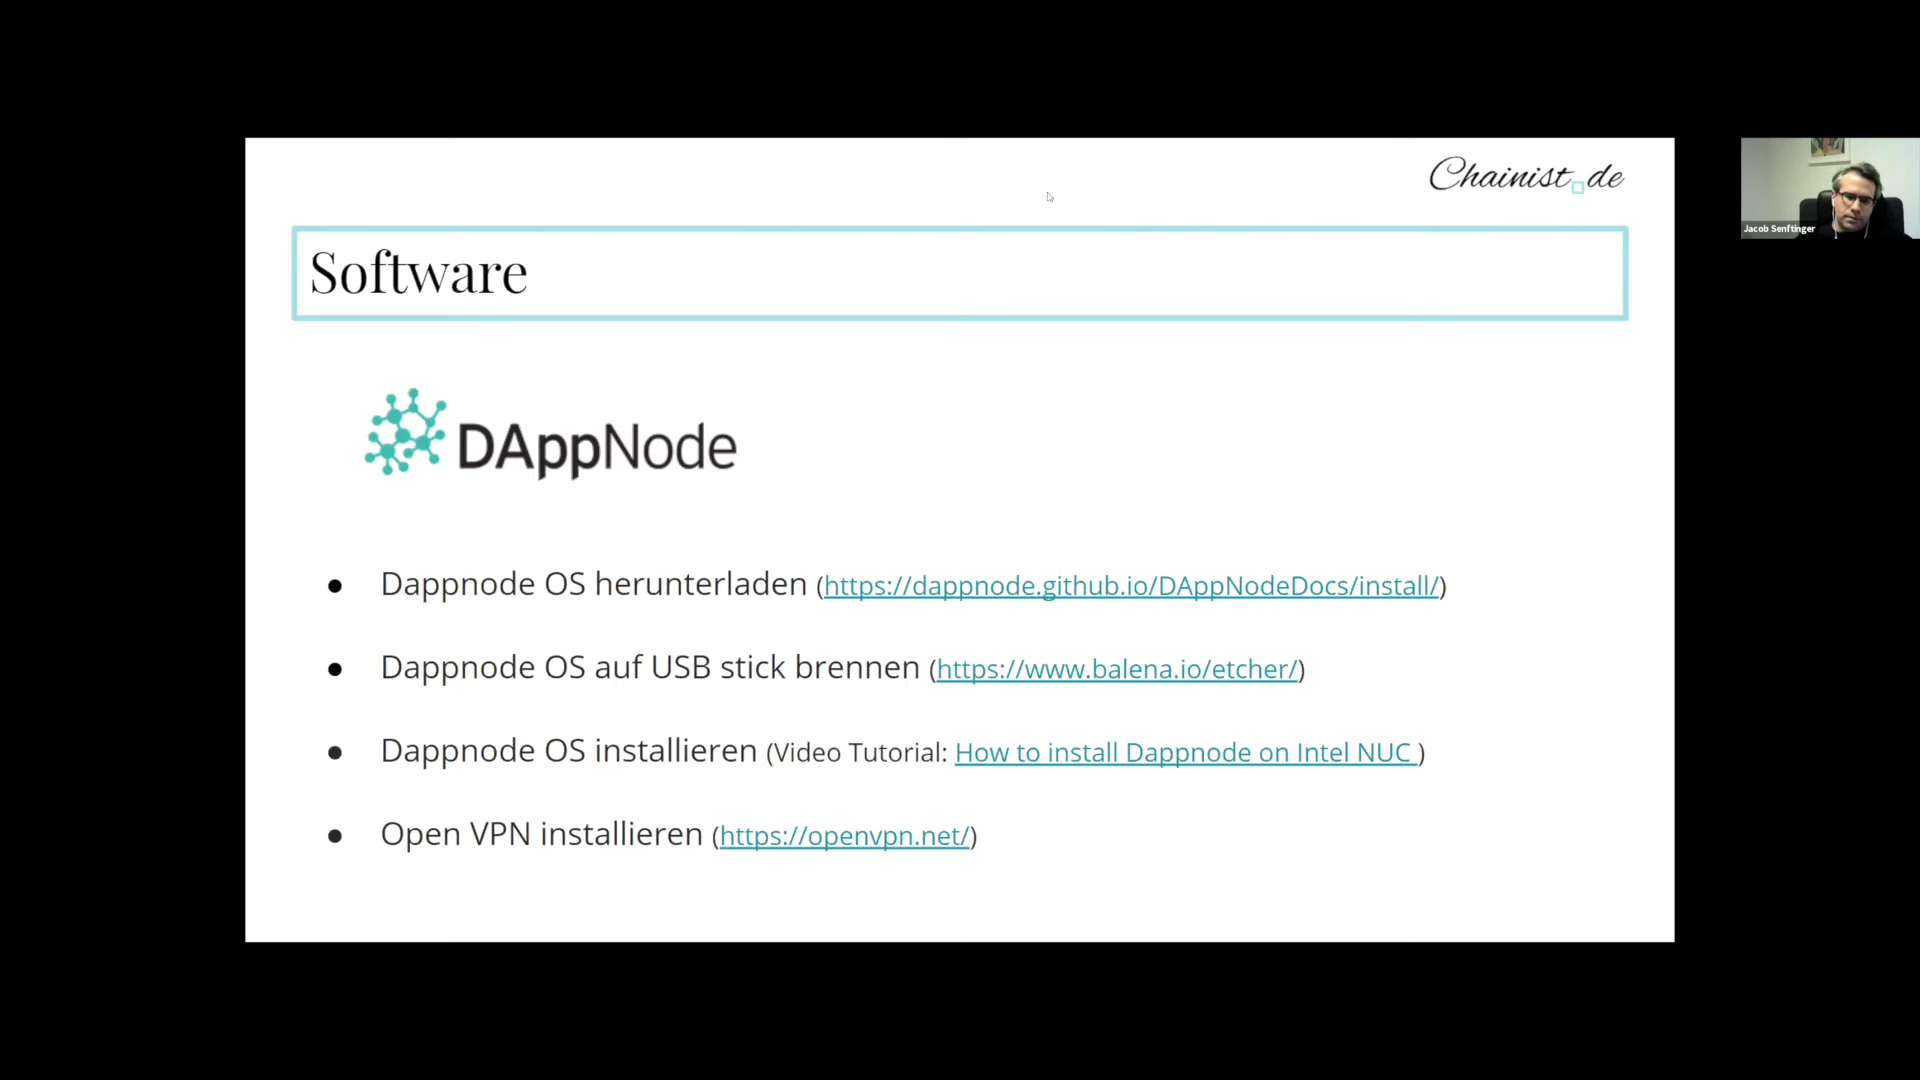 Chainist.de
Jacob Senftinger
Software
DAppNode
● Dappnode OS herunterladen (https://dappnode.github.io/DAppNodeDocs/install/)
● Dappnode OS auf USB stick brennen (https://www.balena.io/etcher/)
● Dappnode OS installieren (Video Tutorial: How to install Dappnode on Intel NUC )
● Open VPN installieren (https://openvpn.net/)